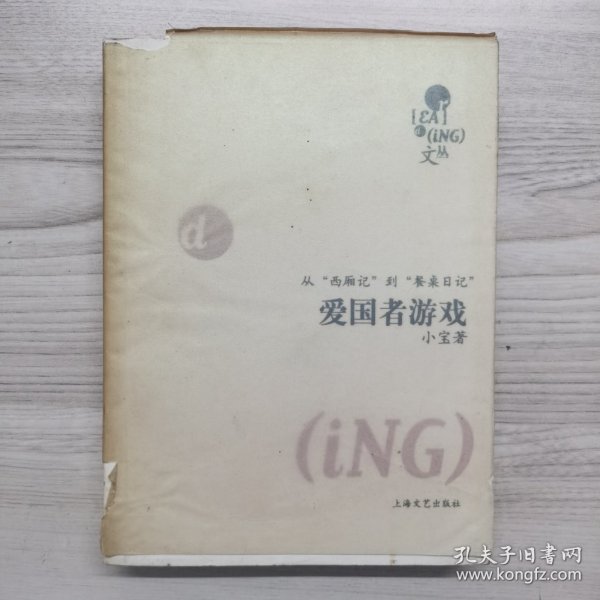 [EA]
d (iNG)
文丛
d
从“西厢记”到“餐桌日记”
爱国者游戏
小宝著
(iNG)
上海文艺出版社
孔夫子旧书网
www.kongfz.com